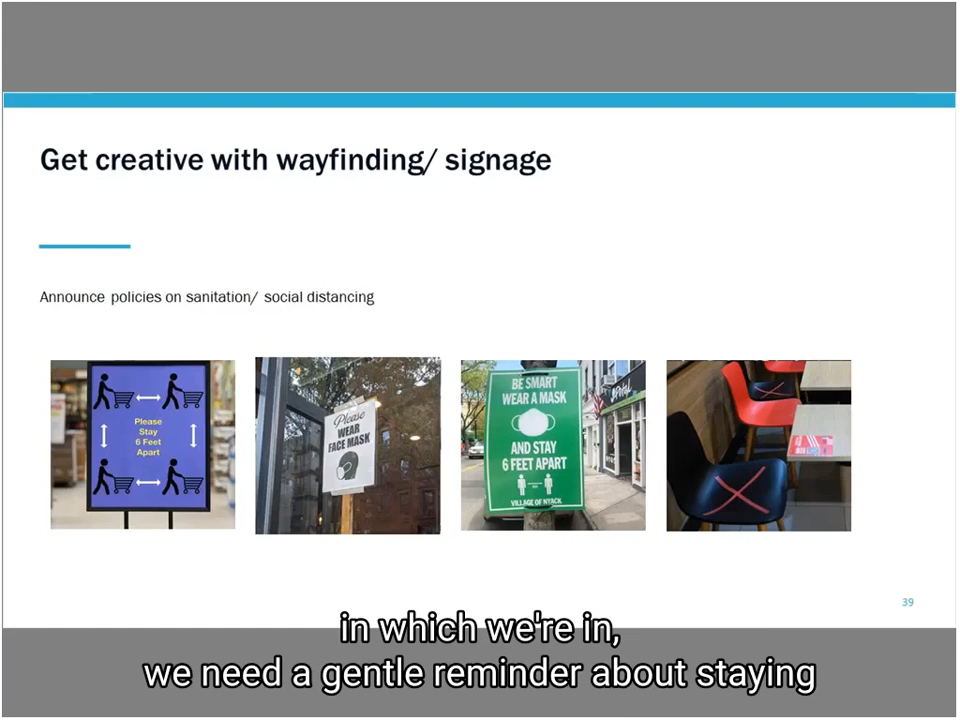 Get creative with wayfinding/ signage
Announce policies on sanitation/ social distancing
Please
Stay
6 Feet
Apart
Please
WEAR
FACE MASK
BE SMART
WEAR A MASK
AND STAY
6 FEET APART
VILLAGE OF NYACK
39
in which we're in,
we need a gentle reminder about staying